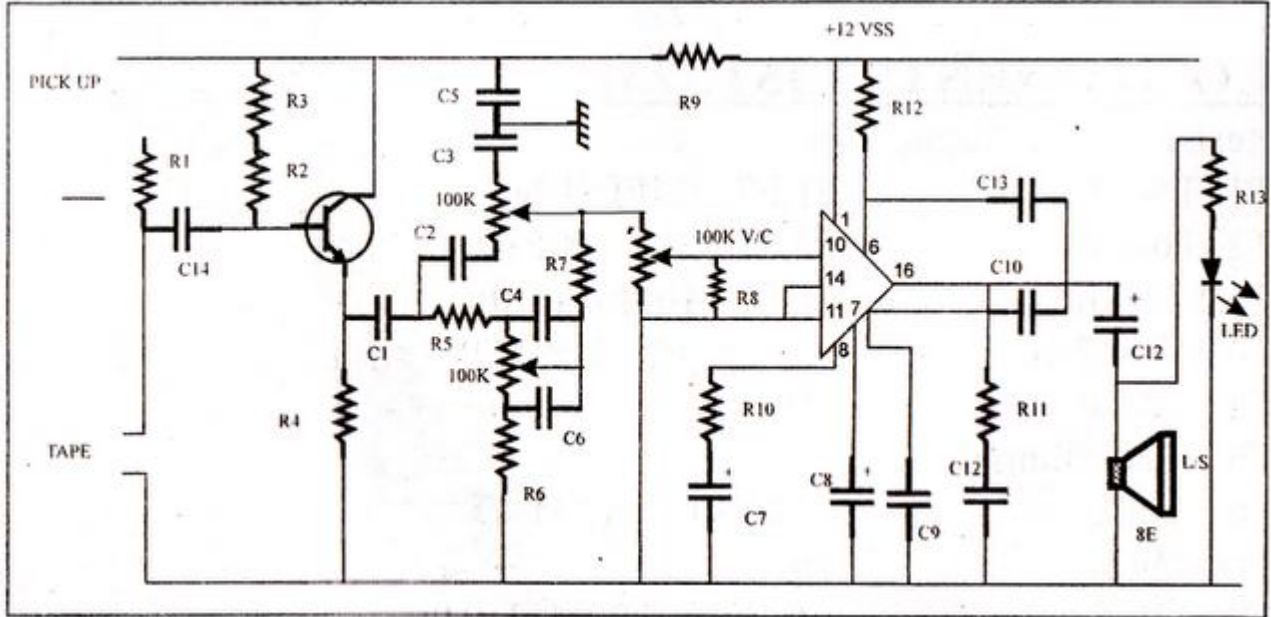 +12 VSS
PICK UP
R9
C5
R3
R12
C3
R1
R2
C13
R13
100K
C2
100K V/C
1
10
6
C14
R7
14
16
C10
R8
C4
11
7
LED
C1
R5
8
C12
100K
R10
R11
R4
C6
TAPE
L/S
R6
C8
C12
C7
C9
8E